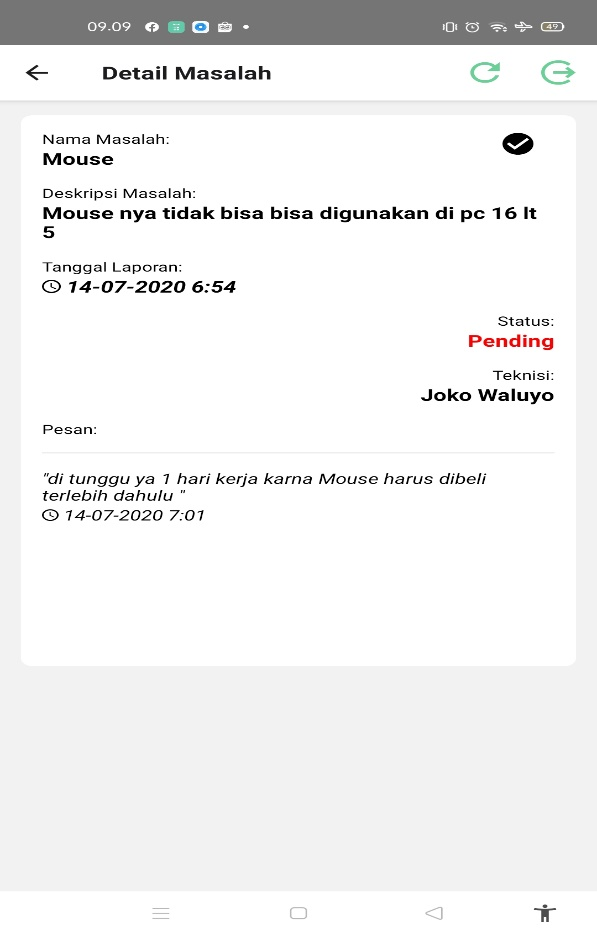 09.09
49
Detail Masalah
Nama Masalah:
Mouse
Deskripsi Masalah:
Mouse nya tidak bisa bisa digunakan di pc 16 lt
5
Tanggal Laporan:
14-07-2020 6:54
Status:
Pending
Teknisi:
Joko Waluyo
Pesan:
"di tunggu ya 1 hari kerja karna Mouse harus dibeli
terlebih dahulu "
14-07-2020 7:01